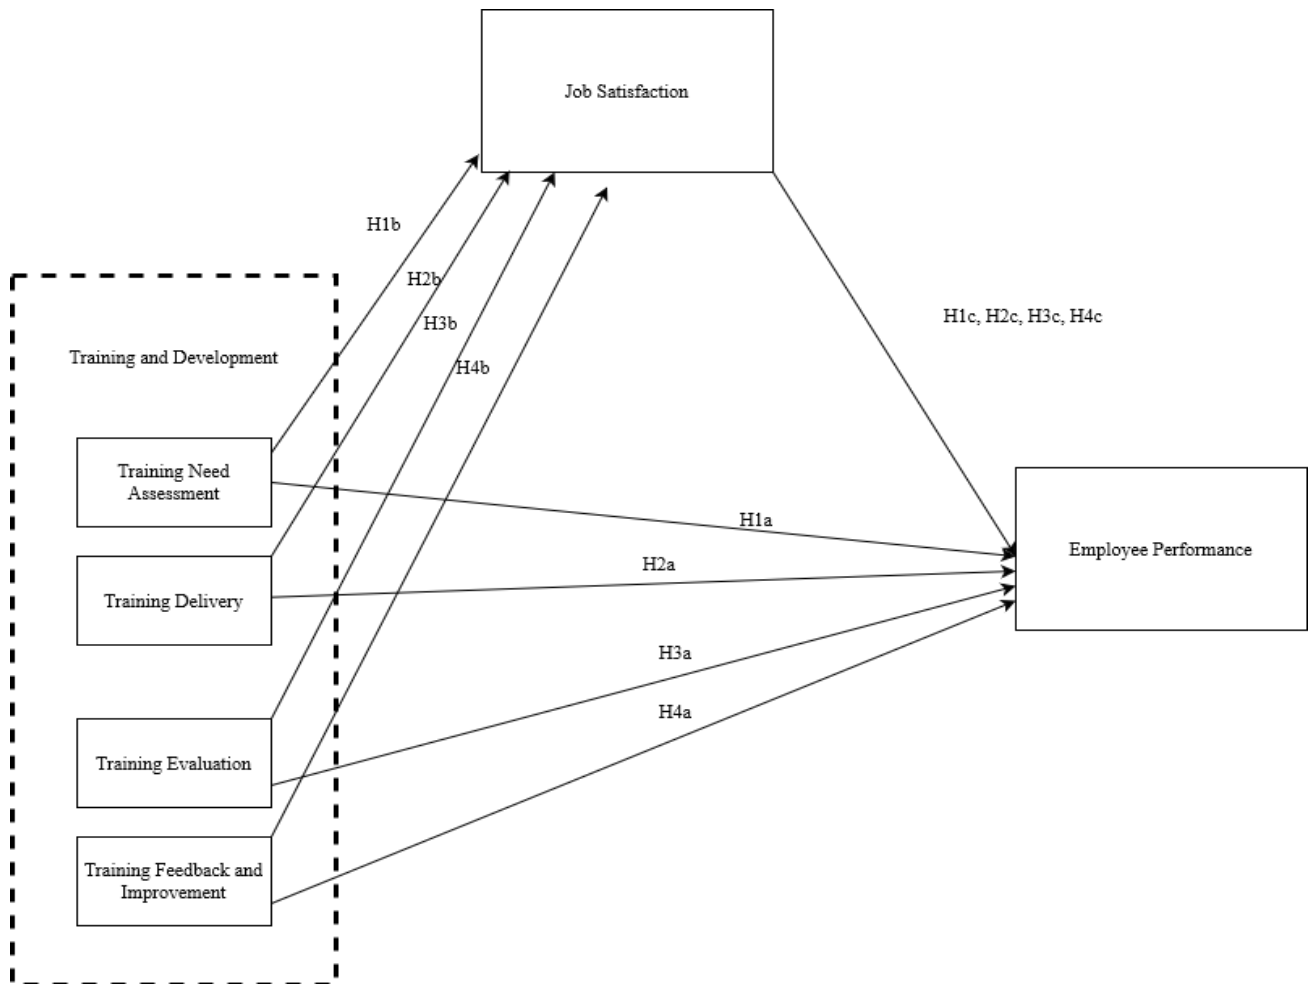 Job Satisfaction
H1b
H2b
H3b
H4b
H1c, H2c, H3c, H4c
Training and Development
Training Need
Assessment
H1a
Employee Performance
H2a
Training Delivery
H3a
H4a
Training Evaluation
Training Feedback and
Improvement